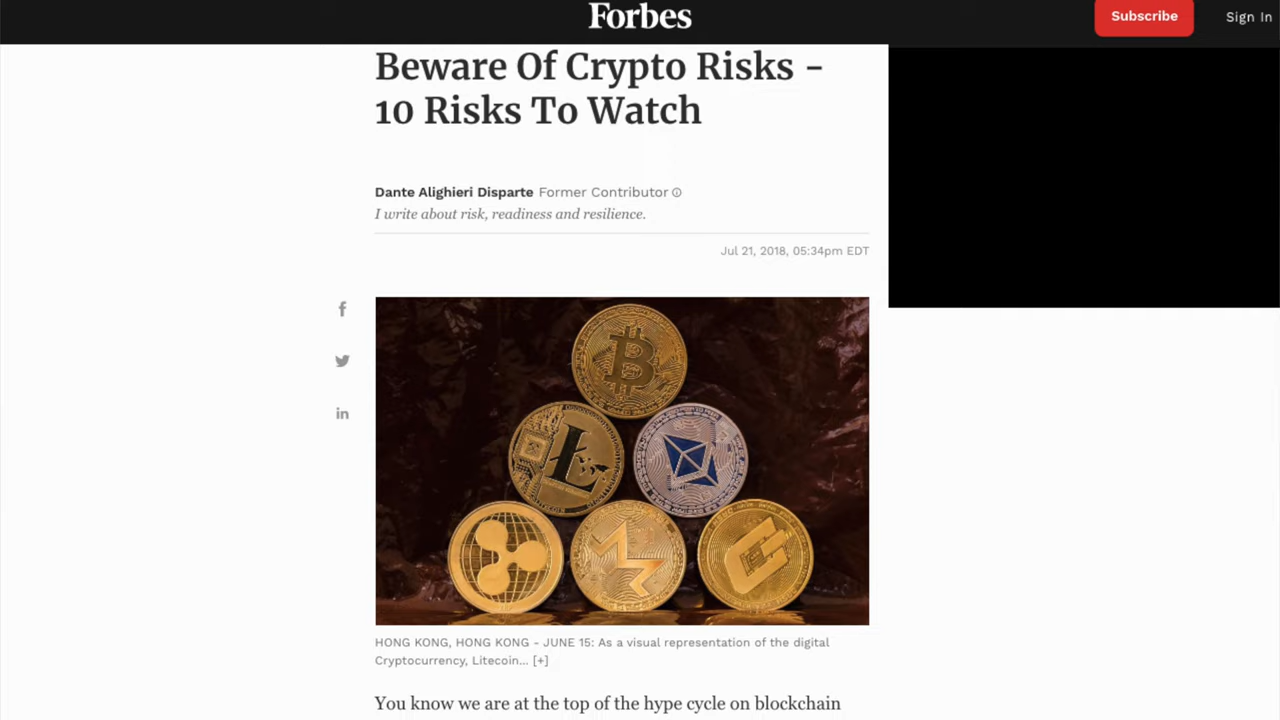 Forbes
Subscribe
Sign In
Beware Of Crypto Risks -
10 Risks To Watch
Dante Alighieri Disparte Former Contributor
I write about risk, readiness and resilience.
Jul 21, 2018, 05:34pm EDT
HONG KONG, HONG KONG - JUNE 15: As a visual representation of the digital
Cryptocurrency, Litecoin... [+]
You know we are at the top of the hype cycle on blockchain